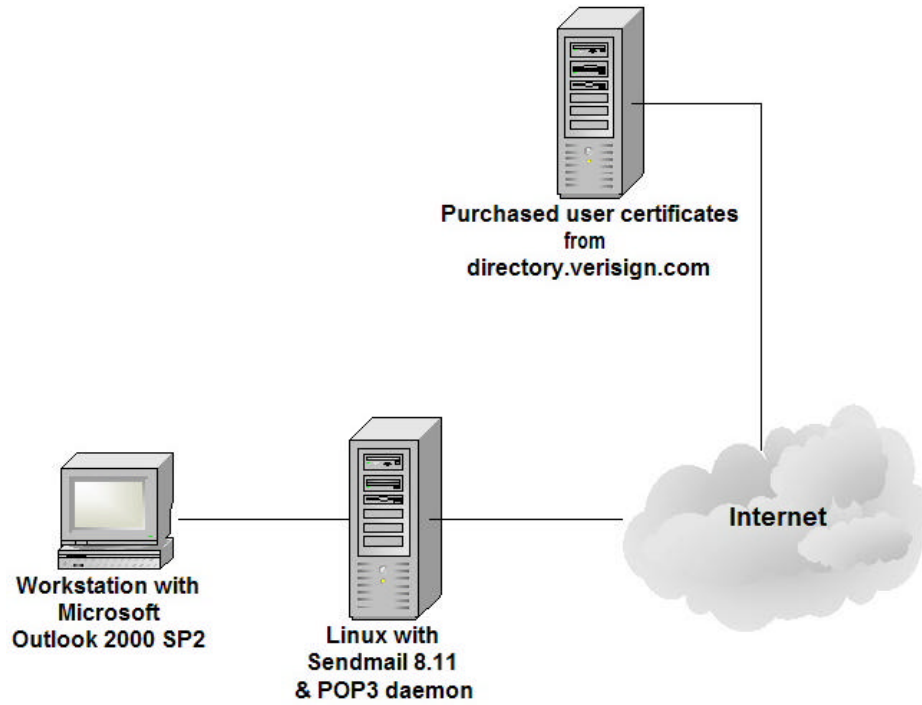 Purchased user certificates
from
directory.verisign.com
Internet
Workstation with
Microsoft
Outlook 2000 SP2
Linux with
Sendmail 8.11
& POP3 daemon